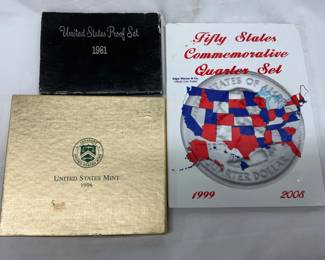 United States Proof Set
1981
Fifty States
Commemorative
Quarter Set
STATES OF
QUARTER DOLLAR
1999
2008
UNITED STATES MINT
1996